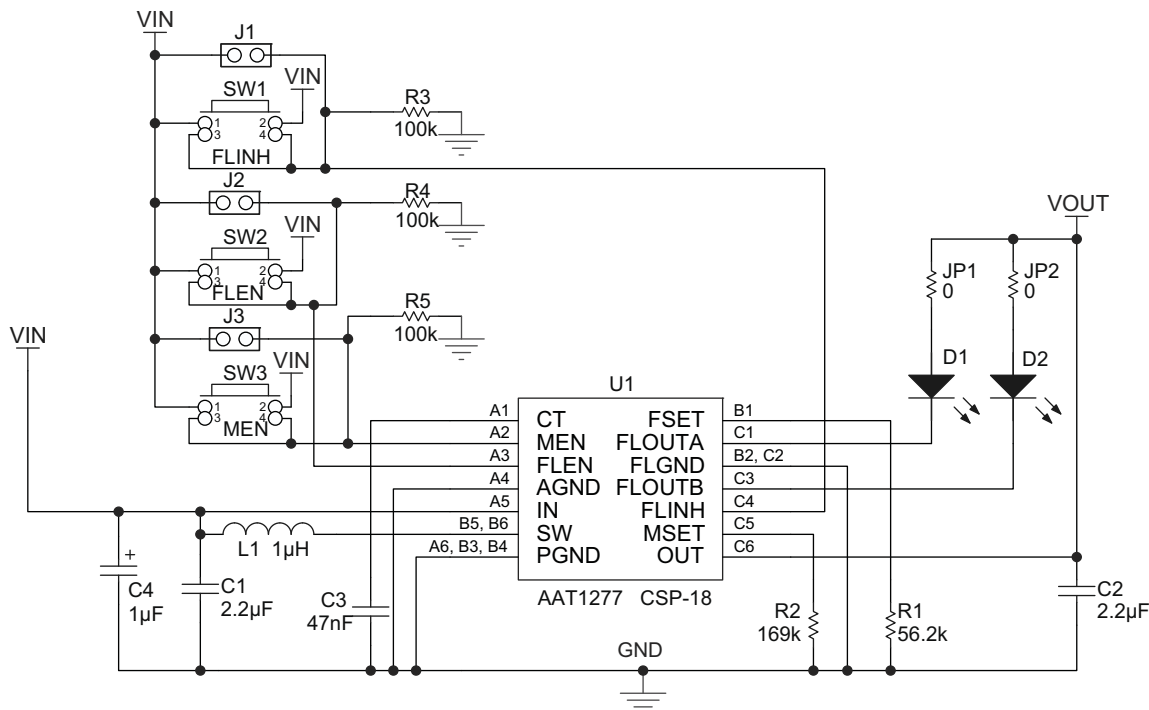 VIN
J1
SW1
VIN
1
2
3
4
FLINH
R3
100k
J2
R4
100k
SW2
VIN
1
2
3
4
FLEN
J3
R5
100k
SW3
VIN
1
2
3
4
MEN
VIN
VOUT
JP1
0
JP2
0
D1
D2
U1
A1
CT
FSET
B1
A2
MEN
FLOUTA
C1
A3
FLEN
FLGND
B2, C2
A4
AGND
FLOUTB
C3
A5
IN
FLINH
C4
B5, B6
SW
MSET
C5
A6, B3, B4
PGND
OUT
C6
AAT1277 CSP-18
L1 1µH
+
C4
1µF
C1
2.2µF
C3
47nF
R2
169k
R1
56.2k
C2
2.2µF
GND